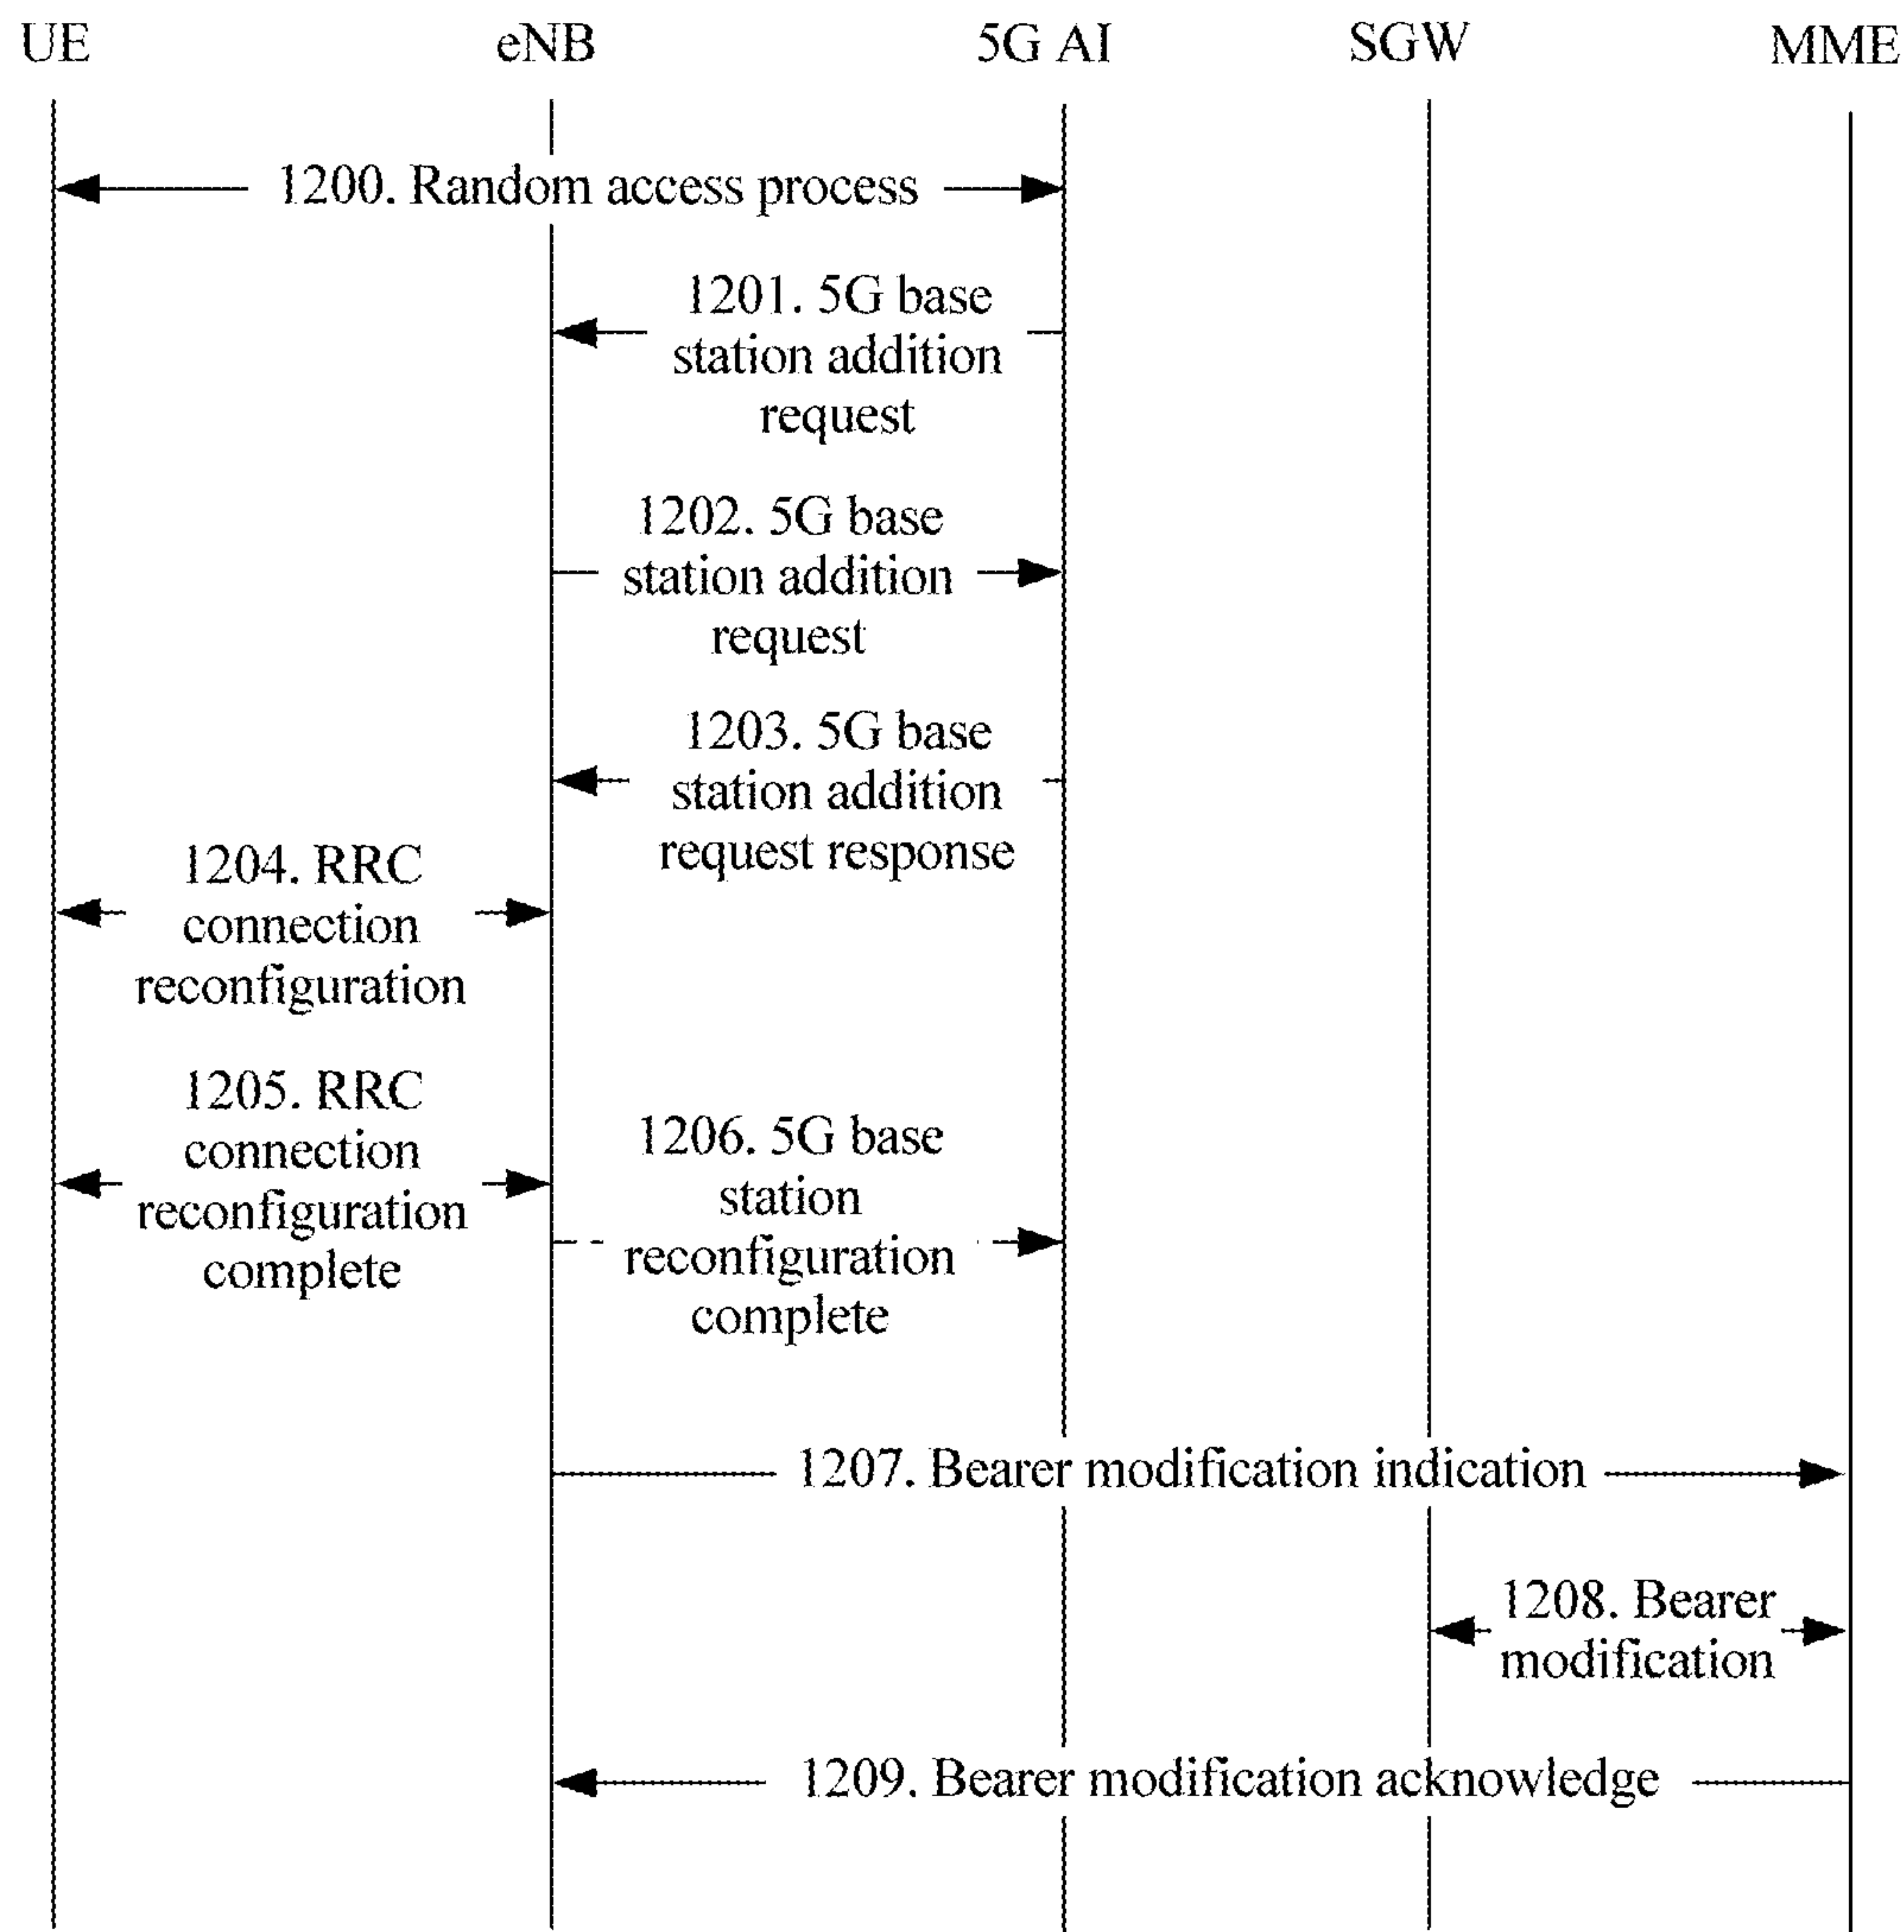 UE eNB 5G AI SGW MME
1200. Random access process
1201. 5G base
station addition
request
1202. 5G base
station addition
request
1203. 5G base
station addition
request response
1204. RRC
connection
reconfiguration
1205. RRC
connection
reconfiguration
complete
1206. 5G base
station
reconfiguration
complete
1207. Bearer modification indication
1208. Bearer
modification
1209. Bearer modification acknowledge